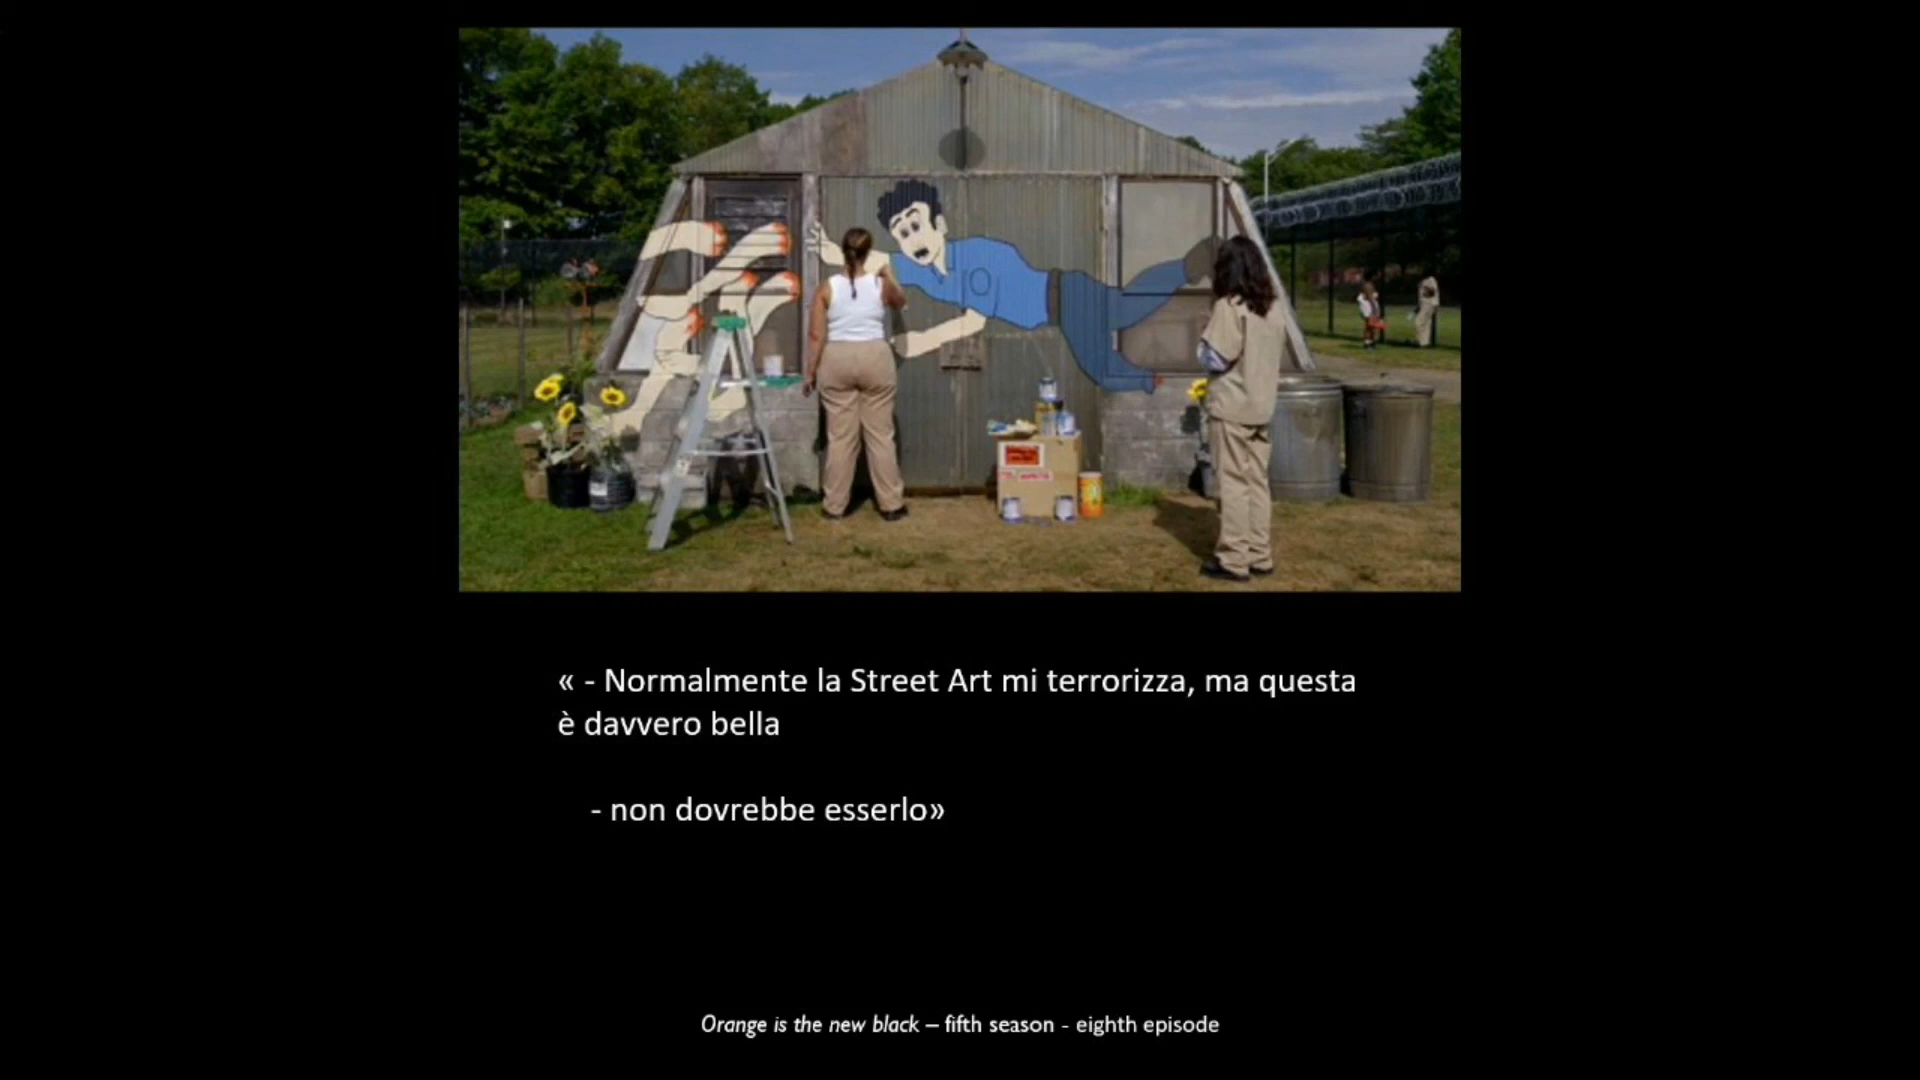 « - Normalmente la Street Art mi terrorizza, ma questa
è davvero bella
- non dovrebbe esserlo»
Orange is the new black – fifth season - eighth episode